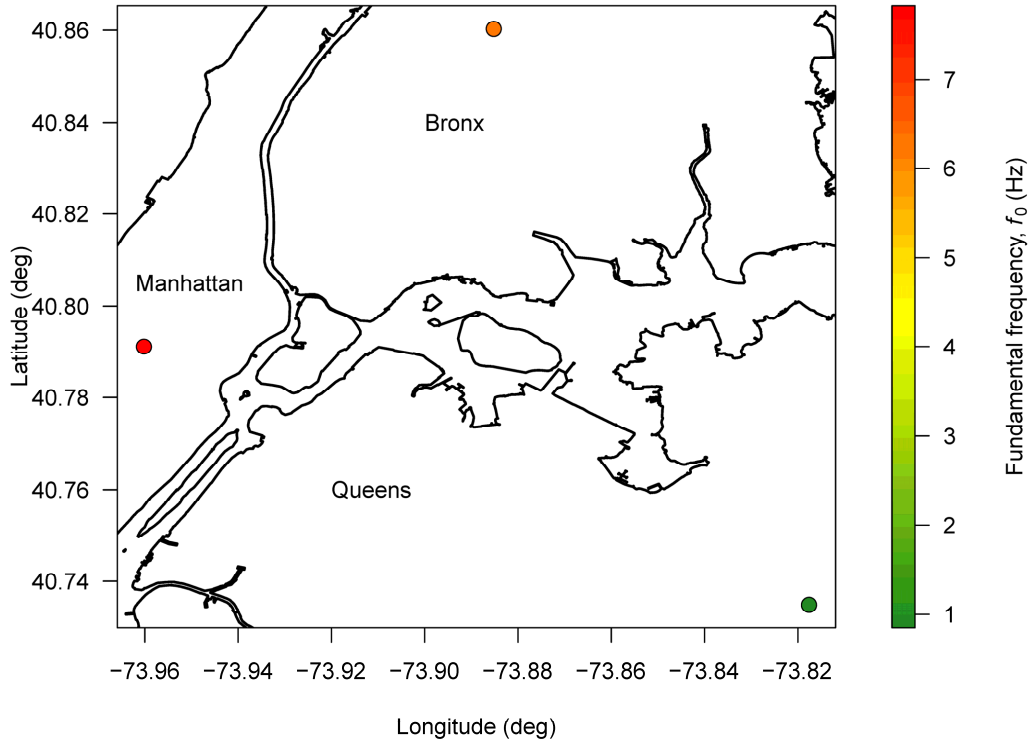 40.86
40.84
40.82
40.80
40.78
40.76
40.74
Latitude (deg)
Bronx
Manhattan
Queens
−73.96 −73.94 −73.92 −73.90 −73.88 −73.86 −73.84 −73.82
Longitude (deg)
7
6
5
4
3
2
1
Fundamental frequency, f0 (Hz)